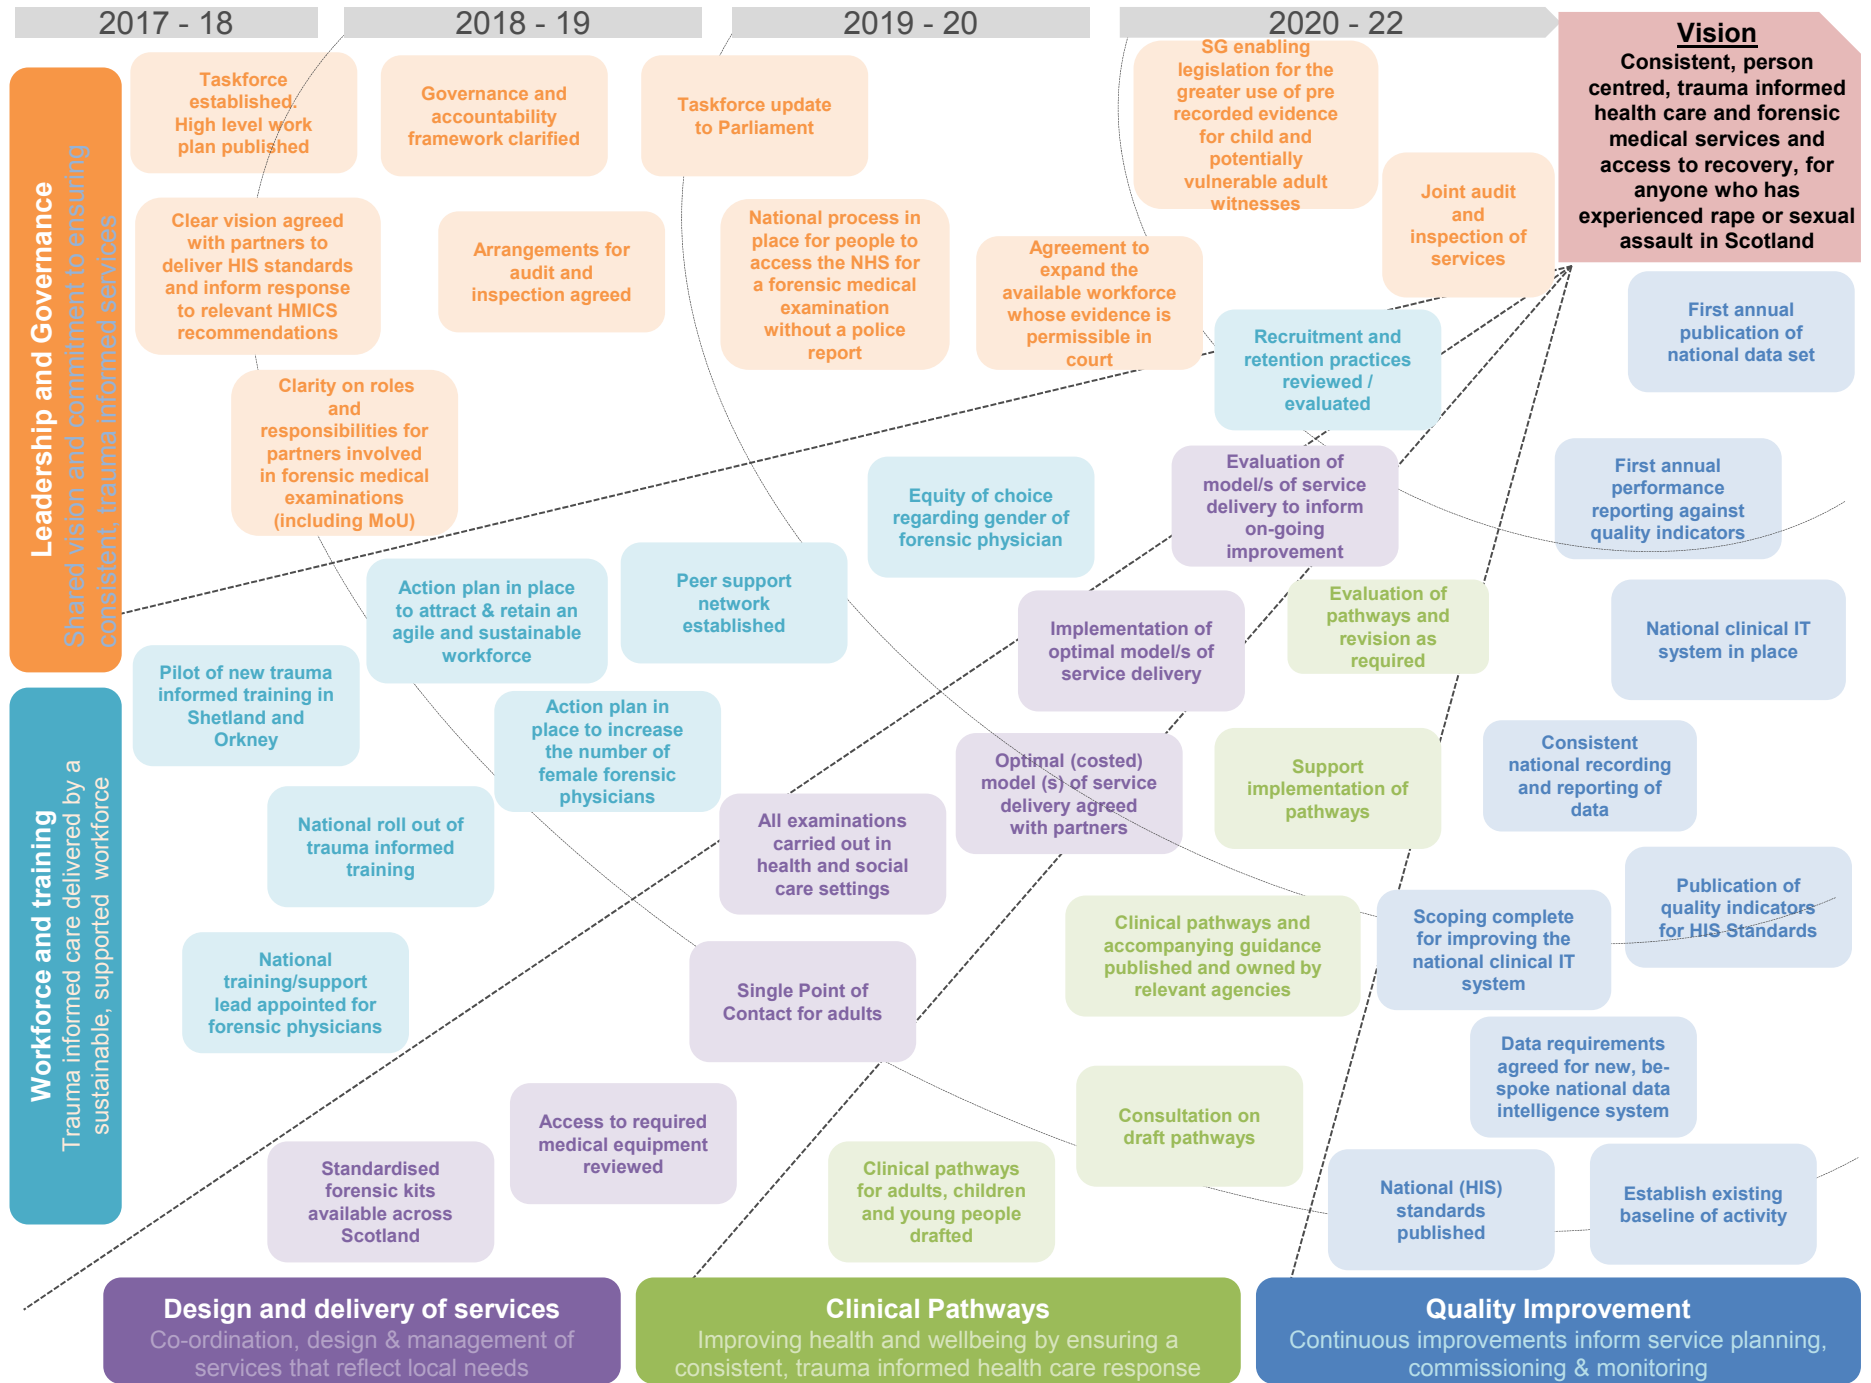 2017 - 18
2018 - 19
2019 - 20
2020 - 22
Vision
Consistent, person
centred, trauma informed
health care and forensic
medical services and
access to recovery, for
anyone who has
experienced rape or sexual
assault in Scotland
Leadership and Governance
Shared vision and commitment to ensuring
consistent, trauma informed services
Taskforce
established.
High level work
plan published
Governance and
accountability
framework clarified
Taskforce update
to Parliament
SG enabling
legislation for the
greater use of pre
recorded evidence
for child and
potentially
vulnerable adult
witnesses
Joint audit
and
inspection of
services
Clear vision agreed
with partners to
deliver HIS standards
and inform response
to relevant HMICS
recommendations
Arrangements for
audit and
inspection agreed
National process in
place for people to
access the NHS for
a forensic medical
examination
without a police
report
Agreement to
expand the
available workforce
whose evidence is
permissible in
court
Clarity on roles
and
responsibilities for
partners involved
in forensic medical
examinations
(including MoU)
Workforce and training
Trauma informed care delivered by a
sustainable, supported workforce
Recruitment and
retention practices
reviewed /
evaluated
Equity of choice
regarding gender of
forensic physician
Peer support
network
established
Action plan in place
to attract & retain an
agile and sustainable
workforce
Pilot of new trauma
informed training in
Shetland and
Orkney
Action plan in
place to increase
the number of
female forensic
physicians
National roll out of
trauma informed
training
National
training/support
lead appointed for
forensic physicians
Evaluation of
model/s of service
delivery to inform
on-going
improvement
Implementation of
optimal model/s of
service delivery
Optimal (costed)
model (s) of service
delivery agreed
with partners
All examinations
carried out in
health and social
care settings
Single Point of
Contact for adults
Access to required
medical equipment
reviewed
Standardised
forensic kits
available across
Scotland
Evaluation of
pathways and
revision as
required
Support
implementation of
pathways
Clinical pathways and
accompanying guidance
published and owned by
relevant agencies
Consultation on
draft pathways
Clinical pathways
for adults, children
and young people
drafted
First annual
publication of
national data set
First annual
performance
reporting against
quality indicators
National clinical IT
system in place
Consistent
national recording
and reporting of
data
Publication of
quality indicators
for HIS Standards
Scoping complete
for improving the
national clinical IT
system
Data requirements
agreed for new, be-
spoke national data
intelligence system
National (HIS)
standards
published
Establish existing
baseline of activity
Design and delivery of services
Co-ordination, design & management of
services that reflect local needs
Clinical Pathways
Improving health and wellbeing by ensuring a
consistent, trauma informed health care response
Quality Improvement
Continuous improvements inform service planning,
commissioning & monitoring